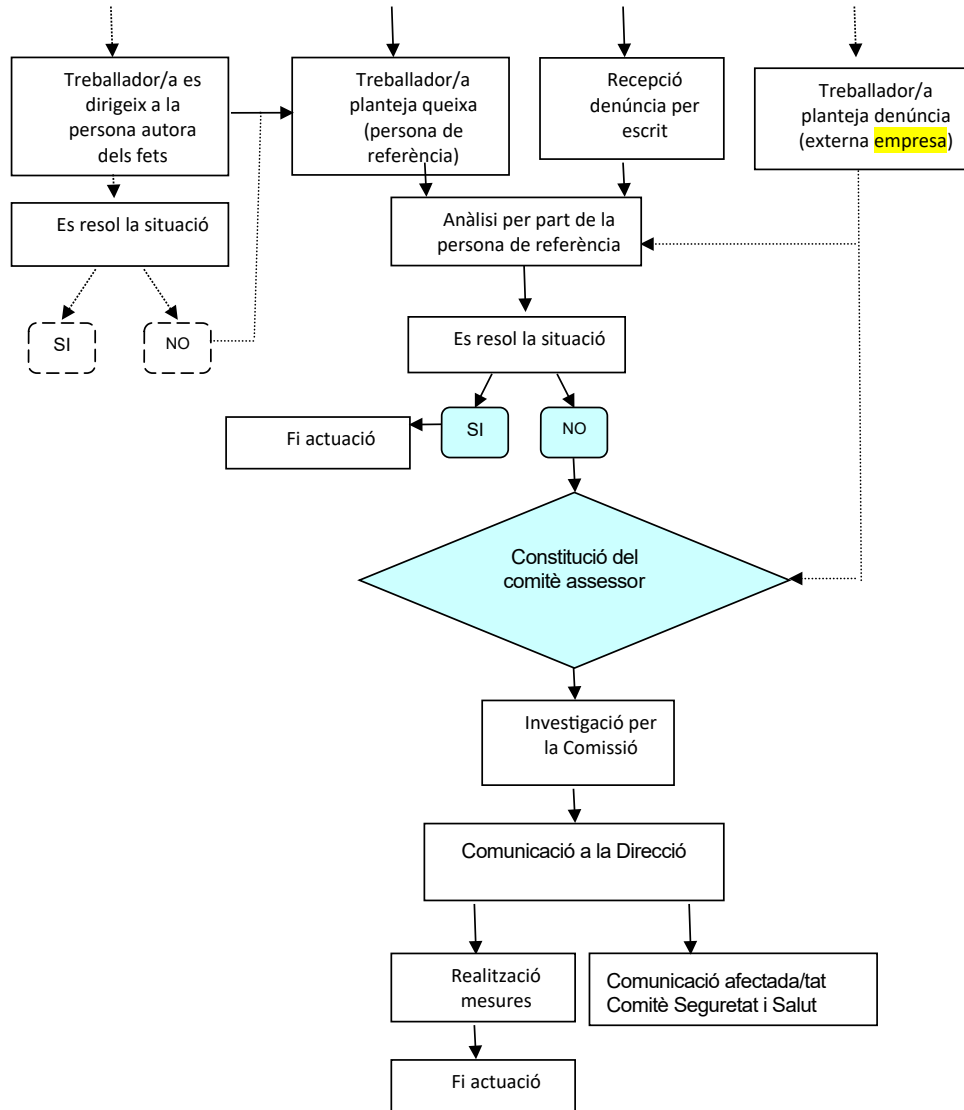 Treballador/a es
dirigeix a la
persona autora
dels fets
Treballador/a
planteja queixa
(persona de
referència)
Recepció
denúncia per
escrit
Treballador/a
planteja denúncia
(externa empresa)
Es resol la situació
Anàlisi per part de la
persona de referència
SI
NO
Es resol la situació
Fi actuació
SI
NO
Constitució del
comitè assessor
Investigació per
la Comissió
Comunicació a la Direcció
Realització
mesures
Comunicació afectada/tat
Comitè Seguretat i Salut
Fi actuació